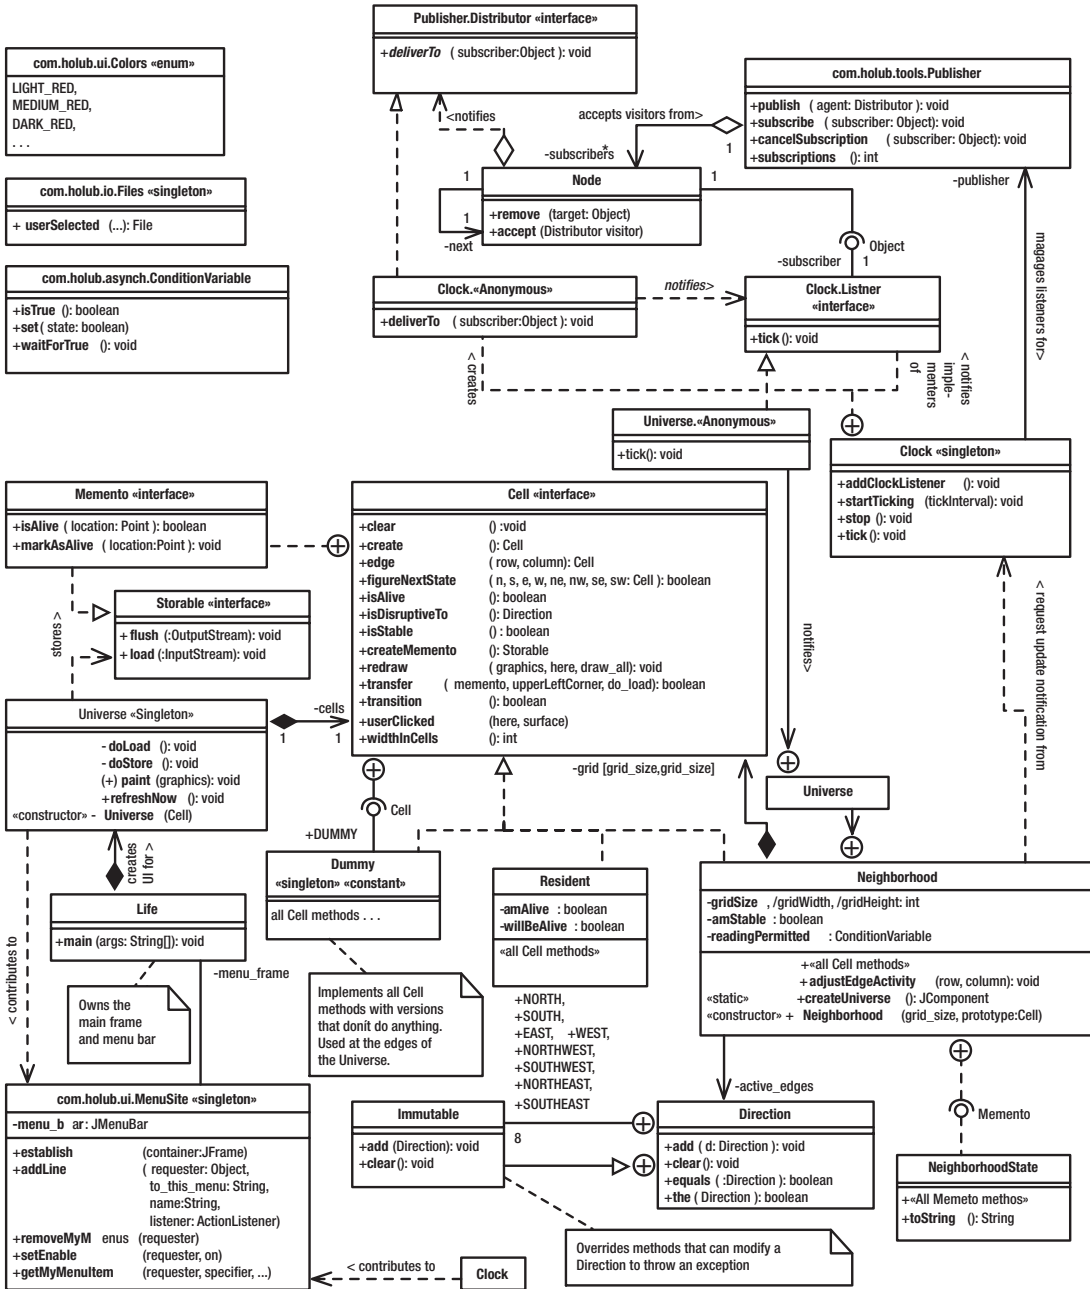 Publisher.Distributor «interface»
+deliverTo ( subscriber:Object ): void
com.holub.ui.Colors «enum»
LIGHT_RED,
MEDIUM_RED,
DARK_RED,
. . .
com.holub.tools.Publisher
+publish ( agent: Distributor ): void
+subscribe ( subscriber: Object): void
+cancelSubscription ( subscriber: Object): void
+subscriptions (): int
<notifies
accepts visitors from>
1
-subscribers
*
-publisher
com.holub.io.Files «singleton»
+ userSelected (...): File
Node
+remove (target: Object)
+accept (Distributor visitor)
1
1
-next
1
Object
-subscriber
1
magages listeners for>
com.holub.asynch.ConditionVariable
+isTrue (): boolean
+set ( state: boolean)
+waitForTrue (): void
Clock.«Anonymous»
+deliverTo ( subscriber:Object ): void
notifies>
Clock.Listner
«interface»
+tick (): void
< creates
< notifies
imple-
menters
of
Universe.«Anonymous»
+tick(): void
Clock «singleton»
+addClockListener (): void
+startTicking (tickInterval): void
+stop (): void
+tick (): void
Memento «interface»
+isAlive ( location: Point ): boolean
+markAsAlive ( location:Point ): void
Cell «interface»
+clear () :void
+create (): Cell
+edge ( row, column): Cell
+figureNextState ( n, s, e, w, ne, nw, se, sw: Cell ): boolean
+isAlive (): boolean
+isDisruptiveTo (): Direction
+isStable () : boolean
+createMemento (): Storable
+redraw ( graphics, here, draw_all): void
+transfer ( memento, upperLeftCorner, do_load): boolean
+transition (): boolean
+userClicked (here, surface)
+widthInCells (): int
Storable «interface»
+ flush (:OutputStream): void
+ load (:InputStream): void
stores >
notifies>
< request update notification from
Universe «Singleton»
- doLoad (): void
- doStore (): void
(+) paint (graphics): void
+refreshNow (): void
«constructor» - Universe (Cell)
-cells
1
1
-grid [grid_size,grid_size]
Cell
+DUMMY
Universe
creates
UI for >
Dummy
«singleton» «constant»
all Cell methods . . .
Resident
-amAlive : boolean
-willBeAlive : boolean
«all Cell methods»
Neighborhood
-gridSize , /gridWidth, /gridHeight: int
-amStable : boolean
-readingPermitted : ConditionVariable
+«all Cell methods»
+adjustEdgeActivity (row, column): void
«static» +createUniverse (): JComponent
«constructor» + Neighborhood (grid_size, prototype:Cell)
Life
+main (args: String[]): void
-menu_frame
< contributes to
Owns the
main frame
and menu bar
Implements all Cell
methods with versions
that donít do anything.
Used at the edges of
the Universe.
+NORTH,
+SOUTH,
+EAST, +WEST,
+NORTHWEST,
+SOUTHWEST,
+NORTHEAST,
+SOUTHEAST
-active_edges
8
Memento
com.holub.ui.MenuSite «singleton»
-menu_b ar: JMenuBar
+establish (container:JFrame)
+addLine ( requester: Object,
to_this_menu: String,
name:String,
listener: ActionListener)
+removeMyM enus (requester)
+setEnable (requester, on)
+getMyMenuItem (requester, specifier, ...)
Immutable
+add (Direction): void
+clear (): void
Direction
+add ( d: Direction ): void
+clear (): void
+equals ( :Direction ): boolean
+the ( Direction ): boolean
NeighborhoodState
+«All Memeto methos»
+toString (): String
Overrides methods that can modify a
Direction to throw an exception
< contributes to
Clock